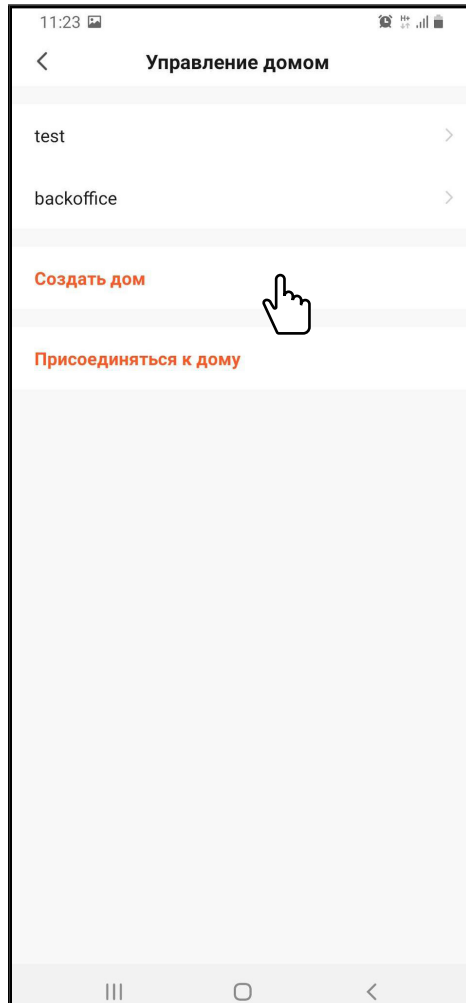 11:23
Управление домом
test
backoffice
Создать дом
Присоединяться к дому